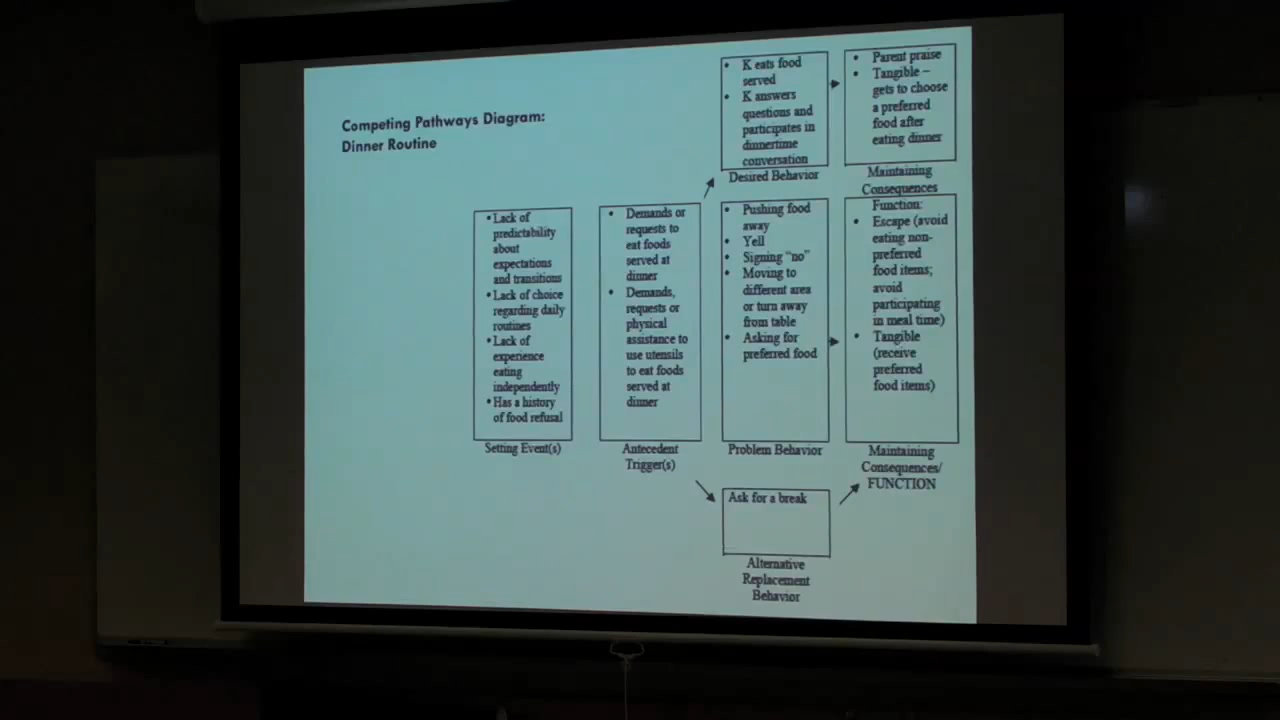 Competing Pathways Diagram:
Dinner Routine
• K eats food
served
• K answers
questions and
participates in
dinnertime
conversation
Desired Behavior
• Parent praise
• Tangible –
gets to choose
a preferred
food after
eating dinner
Maintaining
Consequences
• Lack of
predictability
about
expectations
and transitions
• Lack of choice
regarding daily
routines
• Lack of
experience
eating
independently
• Has a history
of food refusal
Setting Event(s)
• Demands or
requests to
eat foods
served at
dinner
• Demands,
requests or
physical
assistance to
use utensils
to eat foods
served at
dinner
Antecedent
Trigger(s)
• Pushing food
away
• Yell
• Signing “no”
• Moving to
different area
or turn away
from table
• Asking for
preferred food
Problem Behavior
Function:
• Escape (avoid
eating non-
preferred
food items;
avoid
participating
in meal time)
• Tangible
(receive
preferred
food items)
Maintaining
Consequences/
FUNCTION
Ask for a break
Alternative
Replacement
Behavior